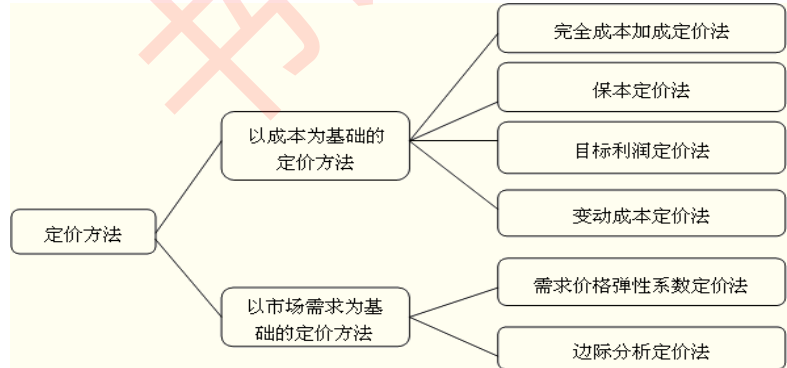 完全成本加成定价法
保本定价法
以成本为基础的
定价方法
目标利润定价法
变动成本定价法
定价方法
需求价格弹性系数定价法
以市场需求为基
础的定价方法
边际分析定价法